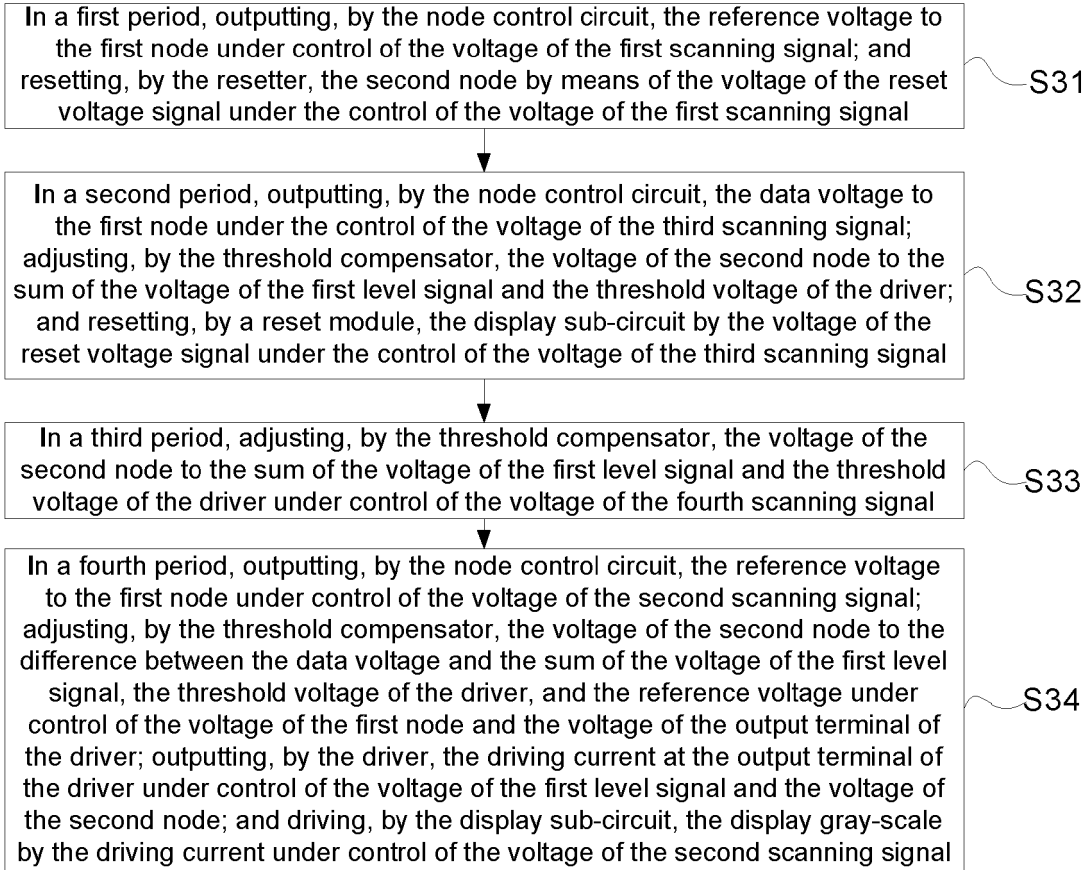 In a first period, outputting, by the node control circuit, the reference voltage to
the first node under control of the voltage of the first scanning signal; and
resetting, by the resetter, the second node by means of the voltage of the reset
voltage signal under the control of the voltage of the first scanning signal
S31
In a second period, outputting, by the node control circuit, the data voltage to
the first node under the control of the voltage of the third scanning signal;
adjusting, by the threshold compensator, the voltage of the second node to the
sum of the voltage of the first level signal and the threshold voltage of the driver;
and resetting, by a reset module, the display sub-circuit by the voltage of the
reset voltage signal under the control of the voltage of the third scanning signal
S32
In a third period, adjusting, by the threshold compensator, the voltage of the
second node to the sum of the voltage of the first level signal and the threshold
voltage of the driver under control of the voltage of the fourth scanning signal
S33
In a fourth period, outputting, by the node control circuit, the reference voltage
to the first node under control of the voltage of the second scanning signal;
adjusting, by the threshold compensator, the voltage of the second node to the
difference between the data voltage and the sum of the voltage of the first level
signal, the threshold voltage of the driver, and the reference voltage under
control of the voltage of the first node and the voltage of the output terminal of
the driver; outputting, by the driver, the driving current at the output terminal of
the driver under control of the voltage of the first level signal and the voltage of
the second node; and driving, by the display sub-circuit, the display gray-scale
by the driving current under control of the voltage of the second scanning signal
S34